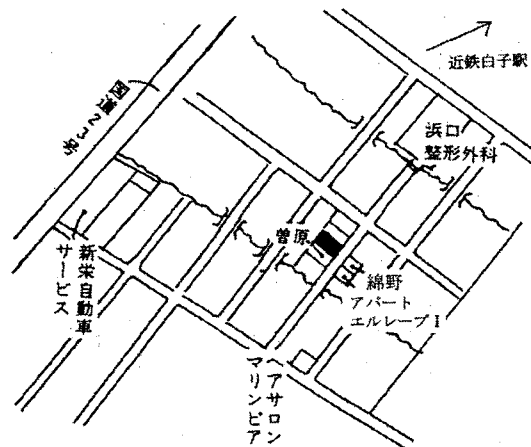 近鉄白子駅
国道23号
浜口
整形外科
曽原
綿野
アパート
エルレーブⅠ
新栄自動車
サービス
ヘアサロン
マリンピア